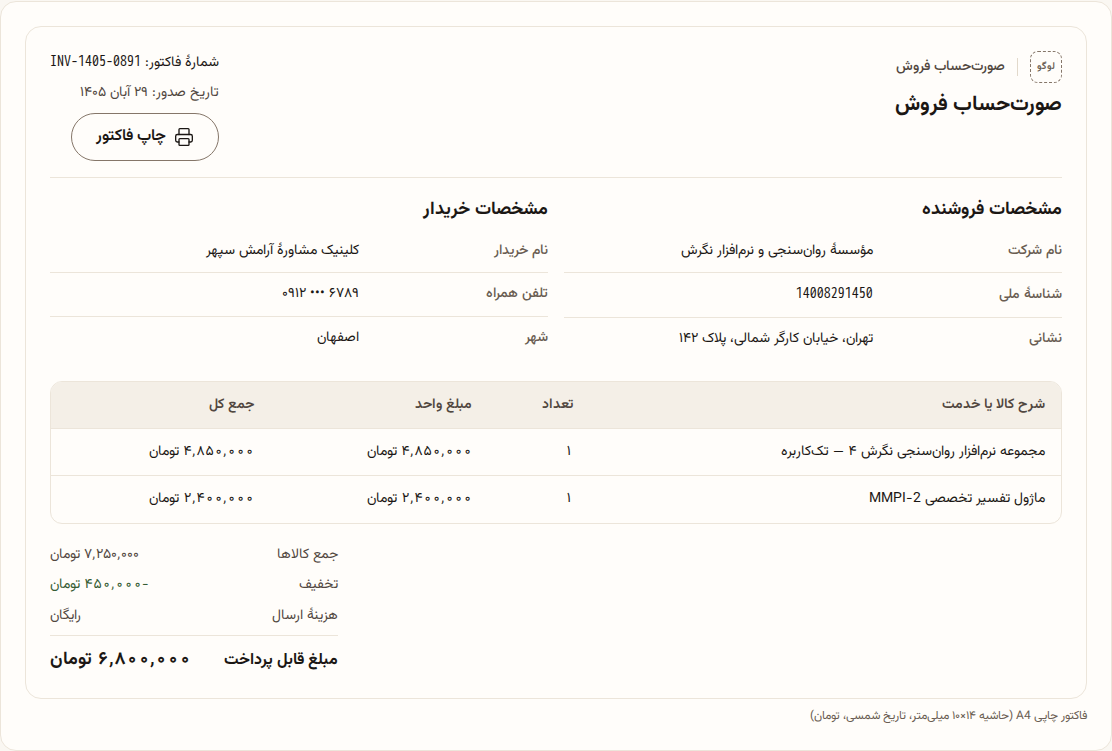 لوگو
صورت‌حساب فروش
صورت‌حساب فروش
شمارهٔ فاکتور: INV-1405-0891
تاریخ صدور: ۲۹ آبان ۱۴۰۵
چاپ فاکتور
مشخصات فروشنده
نام شرکت مؤسسهٔ روان‌سنجی و نرم‌افزار نگرش
شناسهٔ ملی 14008291450
نشانی تهران، خیابان کارگر شمالی، پلاک ۱۴۲
مشخصات خریدار
نام خریدار کلینیک مشاورهٔ آرامش سپهر
تلفن همراه ۰۹۱۲ ••• ۶۷۸۹
شهر اصفهان
شرح کالا یا خدمت تعداد مبلغ واحد جمع کل
مجموعه نرم‌افزار روان‌سنجی نگرش ۴ — تک‌کاربره ۱ ۴,۸۵۰,۰۰۰ تومان ۴,۸۵۰,۰۰۰ تومان
ماژول تفسیر تخصصی MMPI-2 ۱ ۲,۴۰۰,۰۰۰ تومان ۲,۴۰۰,۰۰۰ تومان
جمع کالاها ۷,۲۵۰,۰۰۰ تومان
تخفیف −۴۵۰,۰۰۰ تومان
هزینهٔ ارسال رایگان
مبلغ قابل پرداخت ۶,۸۰۰,۰۰۰ تومان
فاکتور چاپی A4 (حاشیه ۱۴×۱۰ میلی‌متر، تاریخ شمسی، تومان)